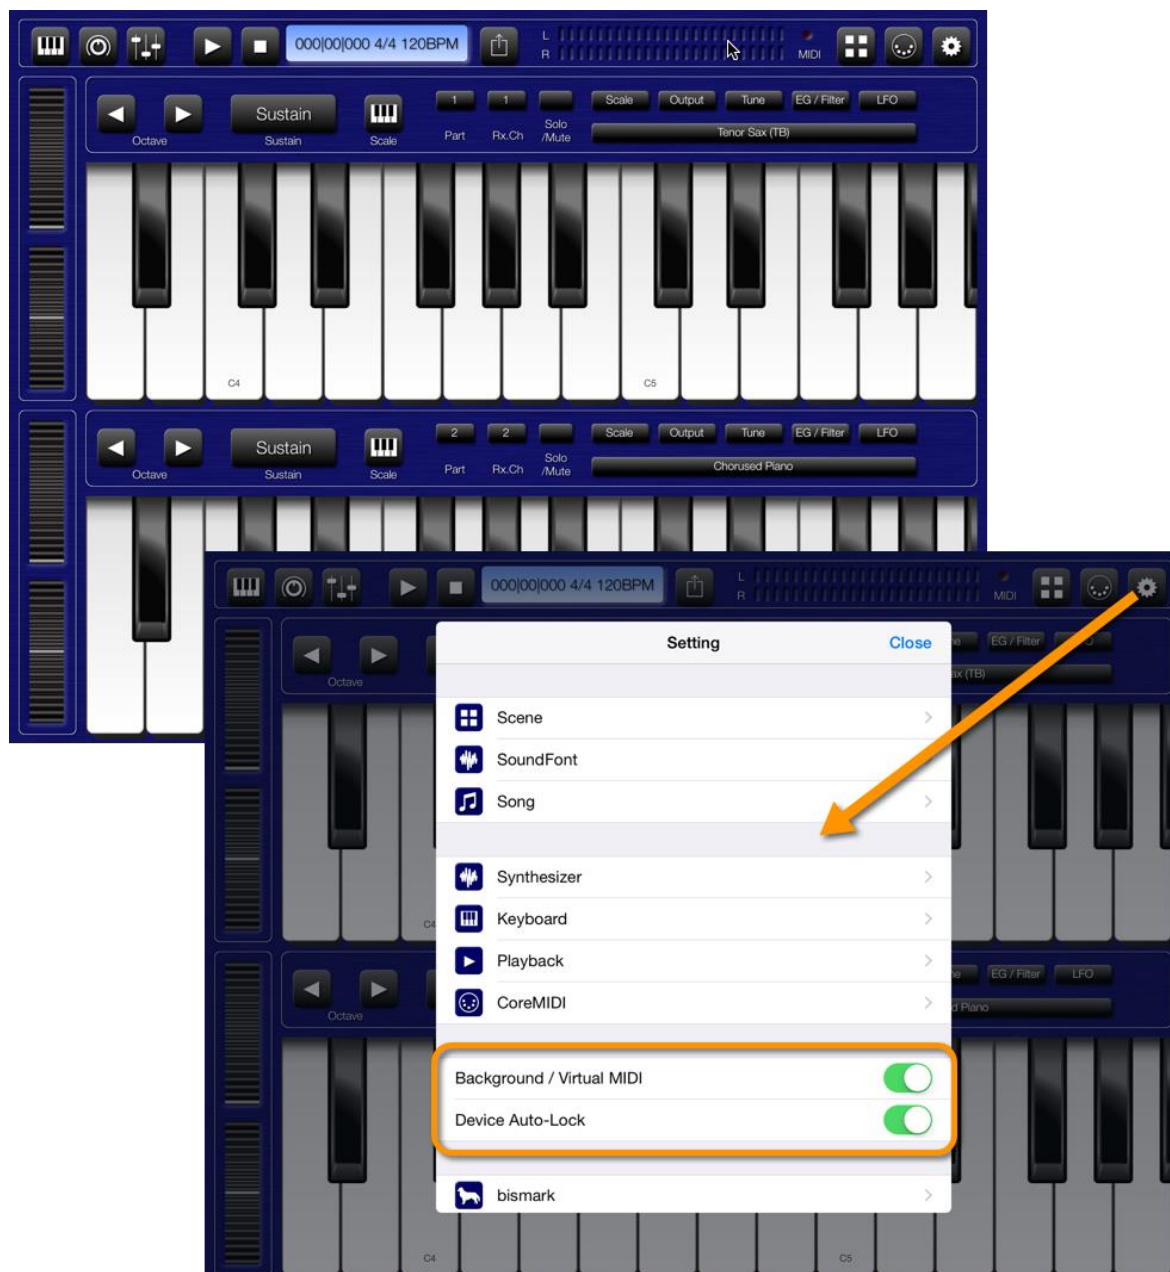 000|00|000 4/4 120BPM
L
R
MIDI
Sustain
Octave
Sustain
Scale
1
1
Part
Rx.Ch
Solo
/Mute
Scale
Output
Tune
EG / Filter
LFO
Tenor Sax (TB)
C4
C5
Sustain
Octave
Sustain
Scale
2
2
Part
Rx.Ch
Solo
/Mute
Scale
Output
Tune
EG / Filter
LFO
Chorused Piano
000|00|000 4/4 120BPM
L
R
MIDI
Setting
Close
EG / Filter
Octave
ax (TB)
Scene
SoundFont
Song
C4
Synthesizer
Keyboard
Playback
CoreMIDI
EG / Filter
LFO
Octave
d Piano
Background / Virtual MIDI
Device Auto-Lock
bismark
C4
C5